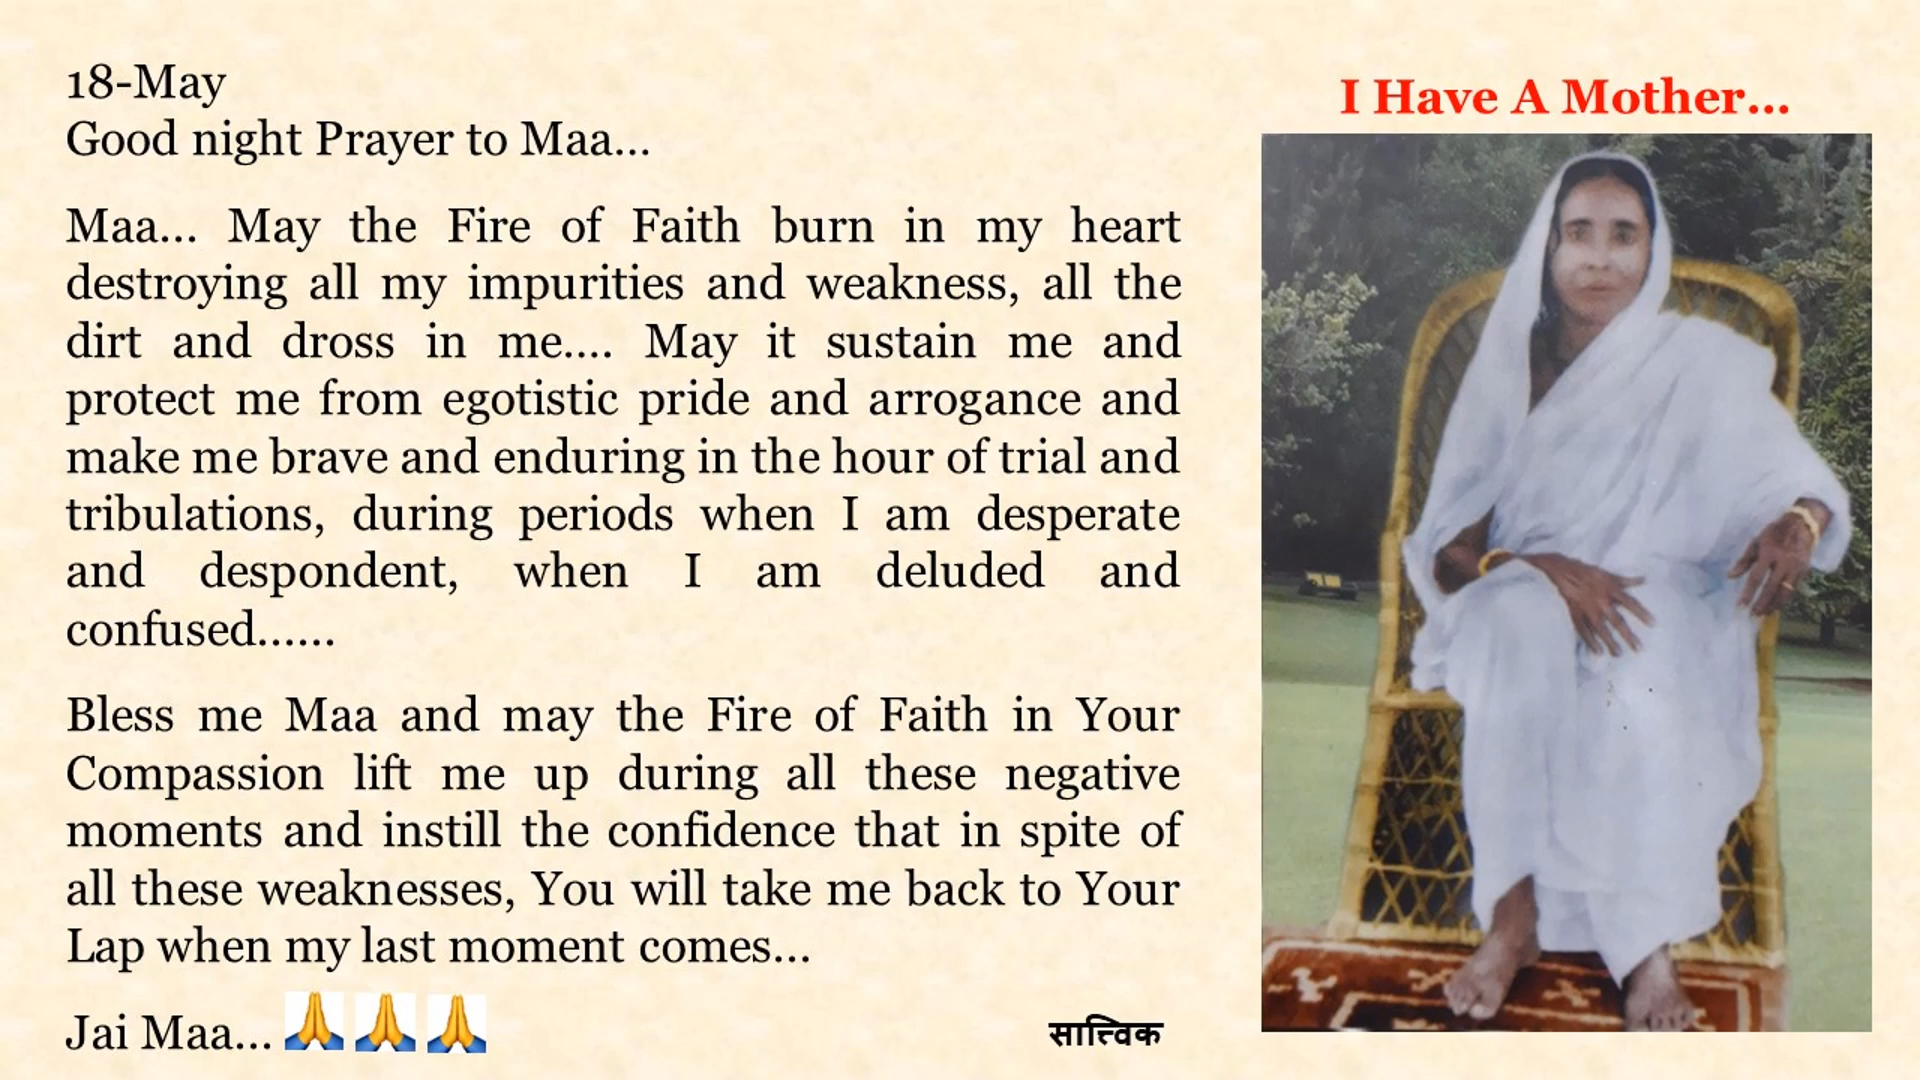 18-May
Good night Prayer to Maa...
Maa... May the Fire of Faith burn in my heart
destroying all my impurities and weakness, all the
dirt and dross in me.... May it sustain me and
protect me from egotistic pride and arrogance and
make me brave and enduring in the hour of trial and
tribulations, during periods when I am desperate
and despondent, when I am deluded and
confused......
Bless me Maa and may the Fire of Faith in Your
Compassion lift me up during all these negative
moments and instill the confidence that in spite of
all these weaknesses, You will take me back to Your
Lap when my last moment comes...
Jai Maa... 🙏🙏🙏
सात्त्विक
I Have A Mother...